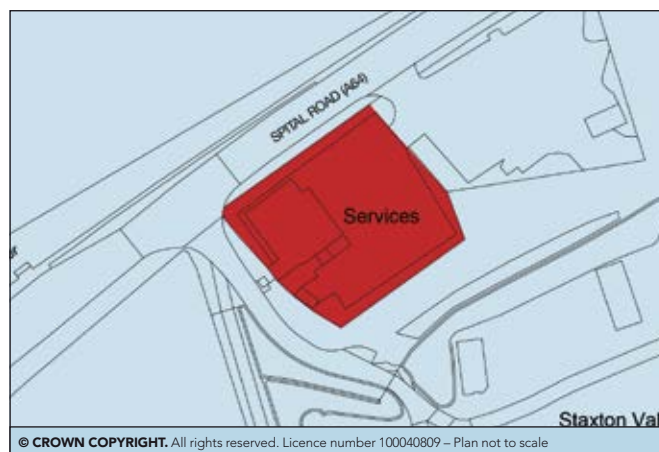 SPITAL ROAD (A64)
Services
Staxton Val
© CROWN COPYRIGHT. All rights reserved. Licence number 100040809 – Plan not to scale